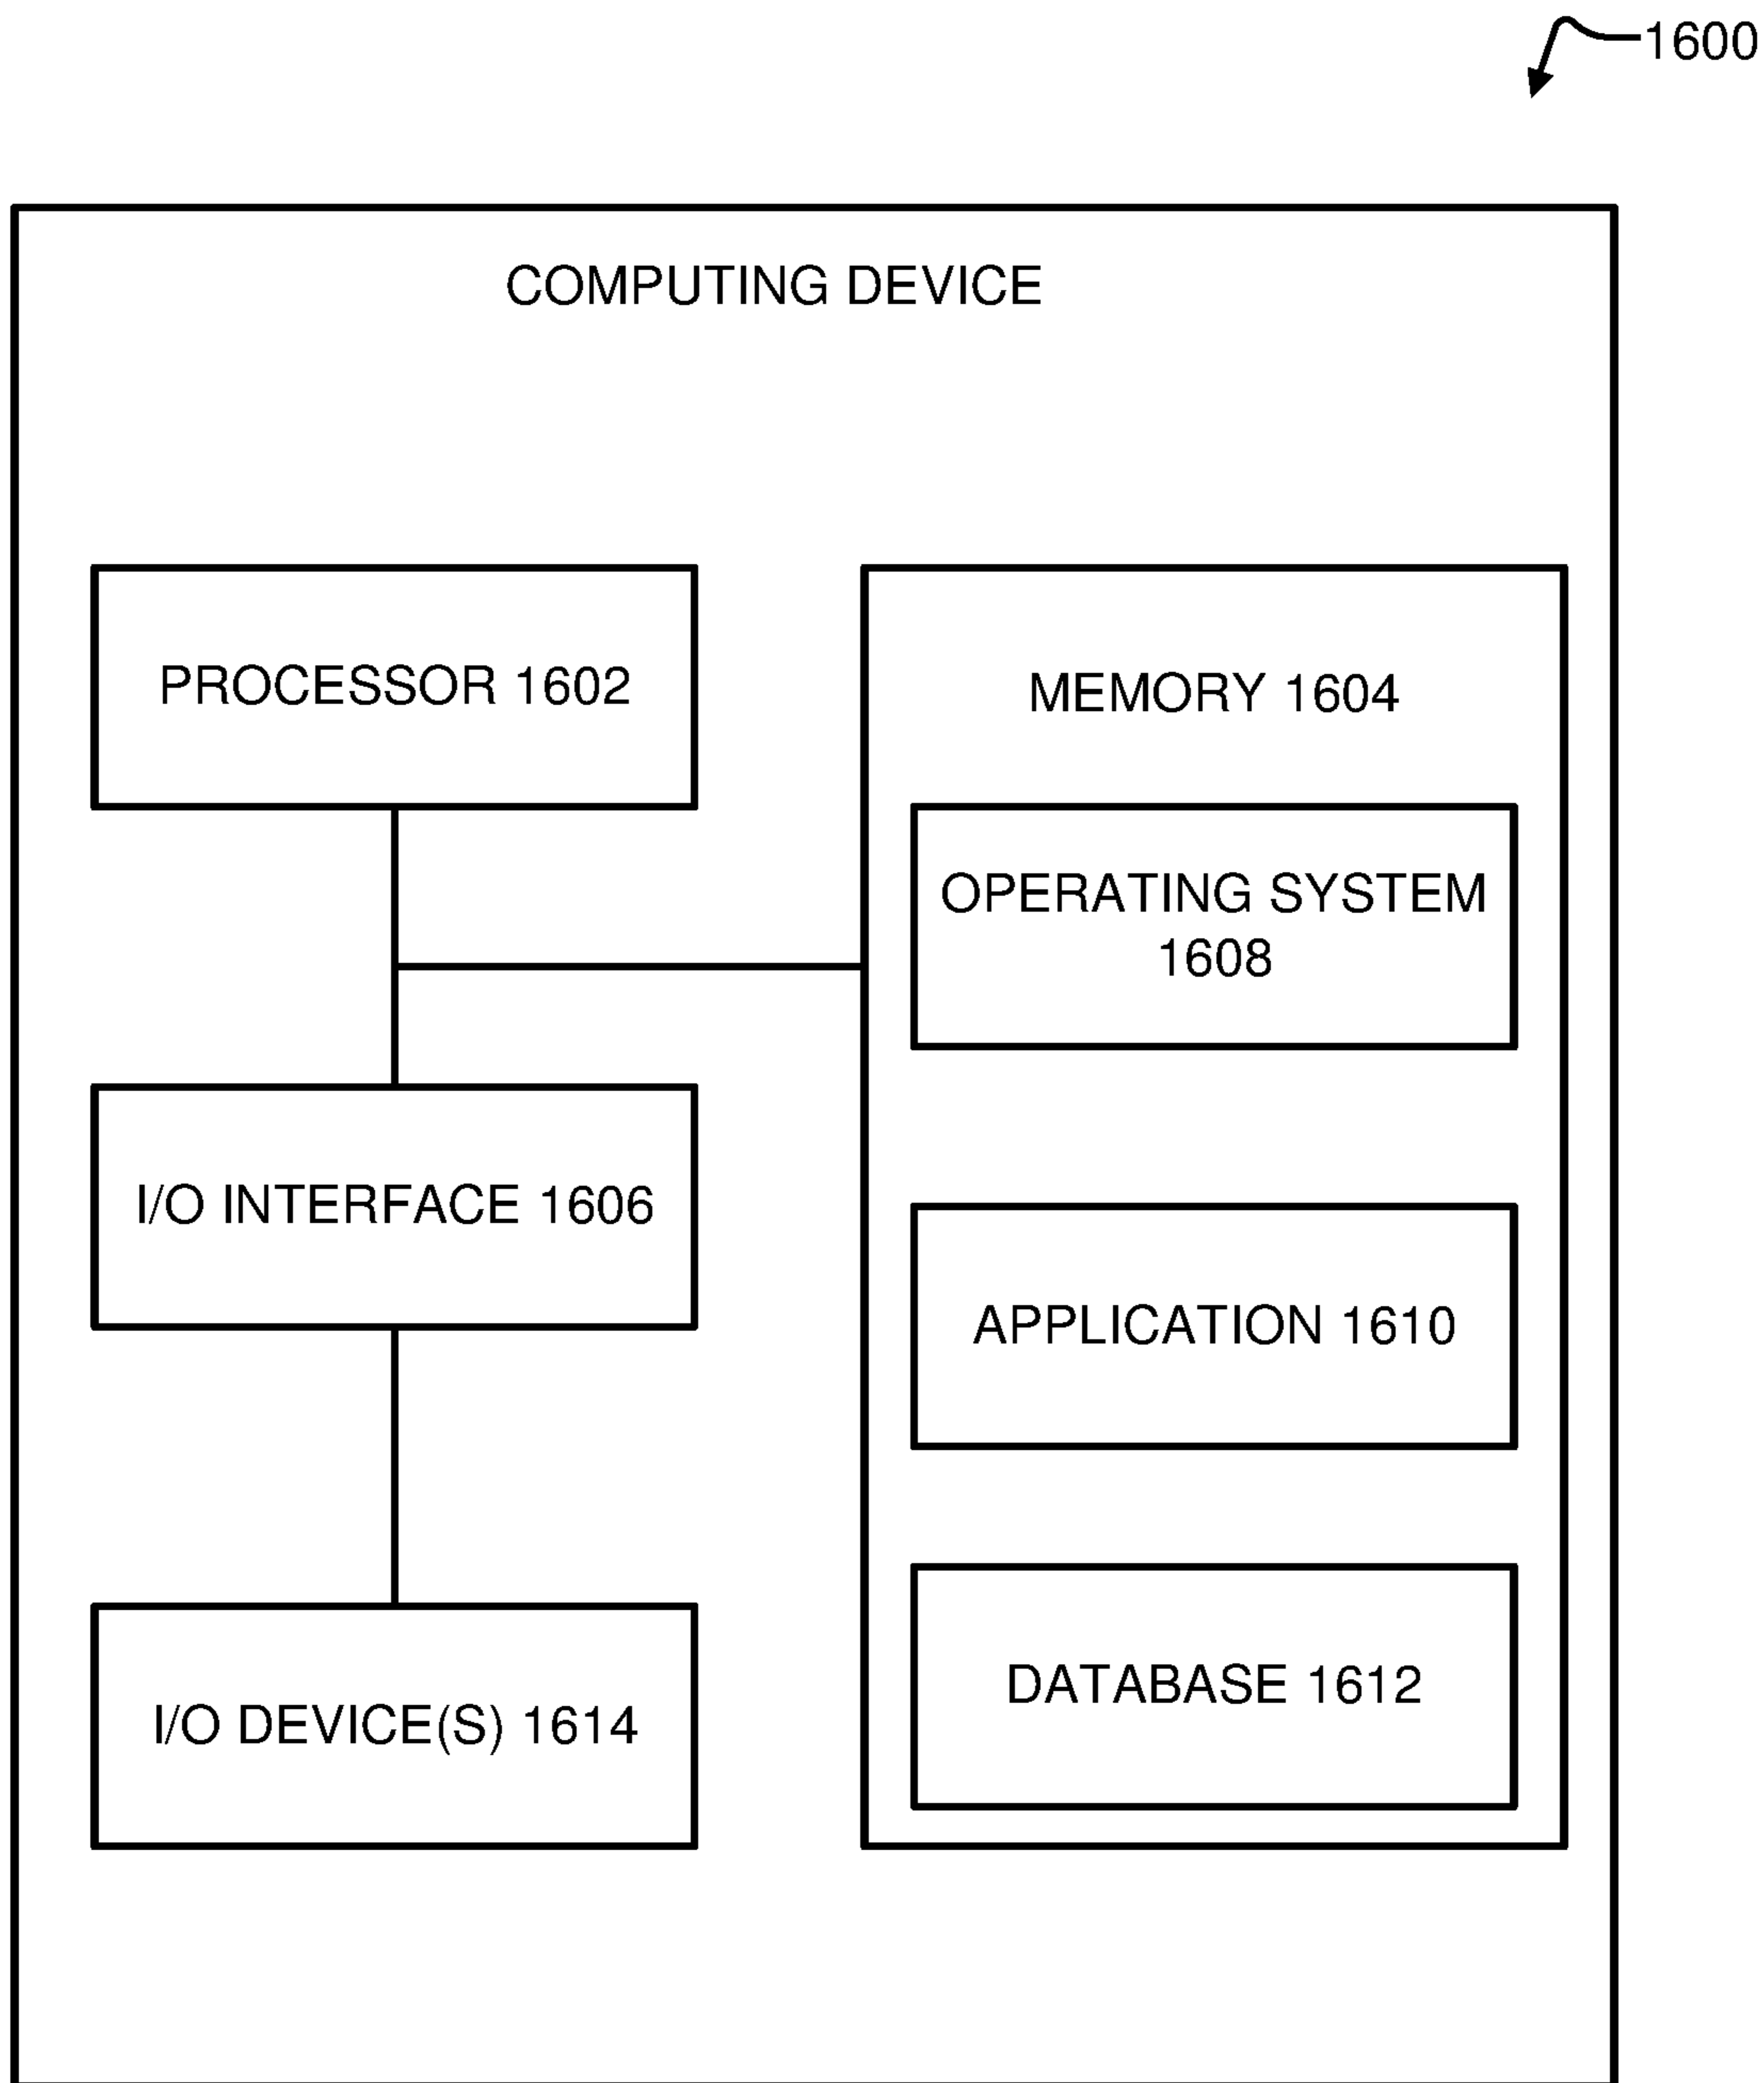 1600
COMPUTING DEVICE
PROCESSOR 1602
MEMORY 1604
OPERATING SYSTEM
1608
I/O INTERFACE 1606
APPLICATION 1610
I/O DEVICE(S) 1614
DATABASE 1612